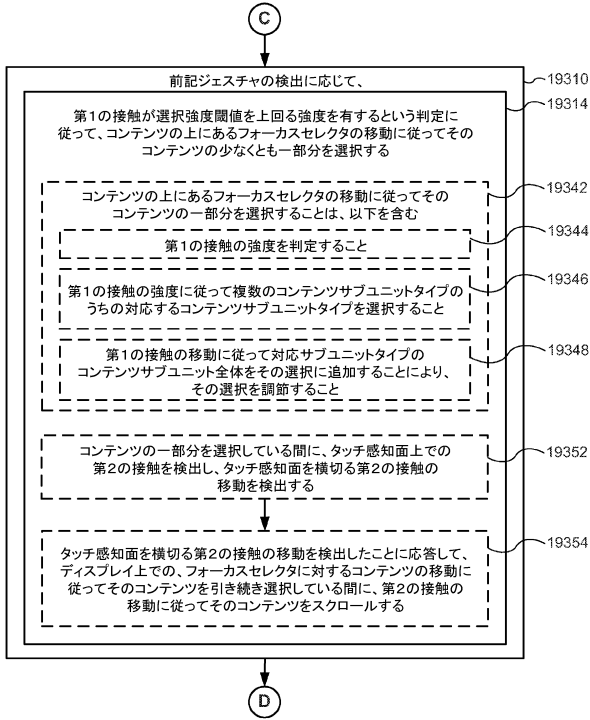 C
前記ジェスチャの検出に応じて、
19310
19314
第1の接触が選択強度閾値を上回る強度を有するという判定に
従って、コンテンツの上にあるフォーカスセレクタの移動に従ってその
コンテンツの少なくとも一部分を選択する
19342
コンテンツの上にあるフォーカスセレクタの移動に従ってその
コンテンツの一部分を選択することは、以下を含む
19344
第1の接触の強度を判定すること
19346
第1の接触の強度に従って複数のコンテンツサブユニットタイプの
うちの対応するコンテンツサブユニットタイプを選択すること
19348
第1の接触の移動に従って対応サブユニットタイプの
コンテンツサブユニット全体をその選択に追加することにより、
その選択を調節すること
19352
コンテンツの一部分を選択している間に、タッチ感知面上での
第2の接触を検出し、タッチ感知面を横切る第2の接触の
移動を検出する
19354
タッチ感知面を横切る第2の接触の移動を検出したことに応答して、
ディスプレイ上での、フォーカスセレクタに対するコンテンツの移動に
従ってそのコンテンツを引き続き選択している間に、第2の接触の
移動に従ってそのコンテンツをスクロールする
D